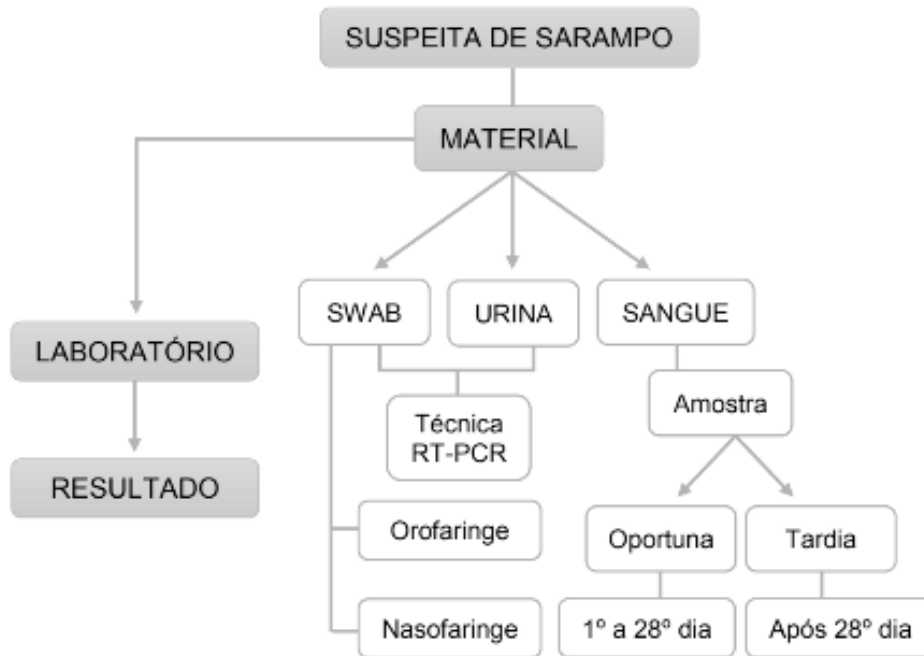 SUSPEITA DE SARAMPO
MATERIAL
SWAB
URINA
SANGUE
LABORATÓRIO
Amostra
Técnica
RT-PCR
RESULTADO
Orofaringe
Oportuna
Tardia
Nasofaringe
1º a 28º dia
Após 28º dia